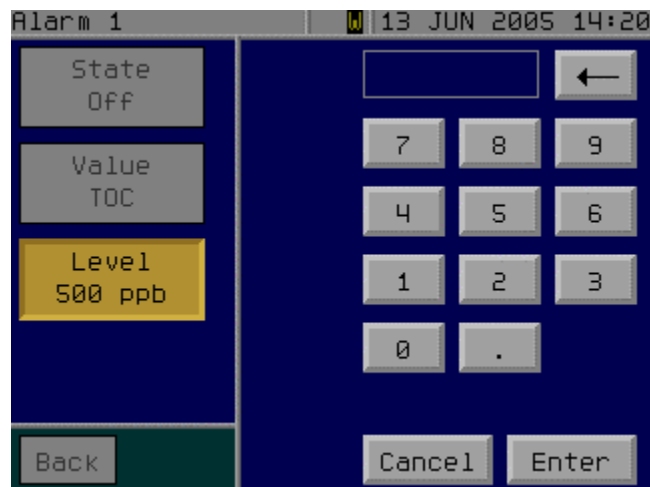 Alarm 1
W
13 JUN 2005 14:20
State
Off
Value
TOC
Level
500 ppb
Back
←
7 8 9
4 5 6
1 2 3
0 .
Cancel Enter